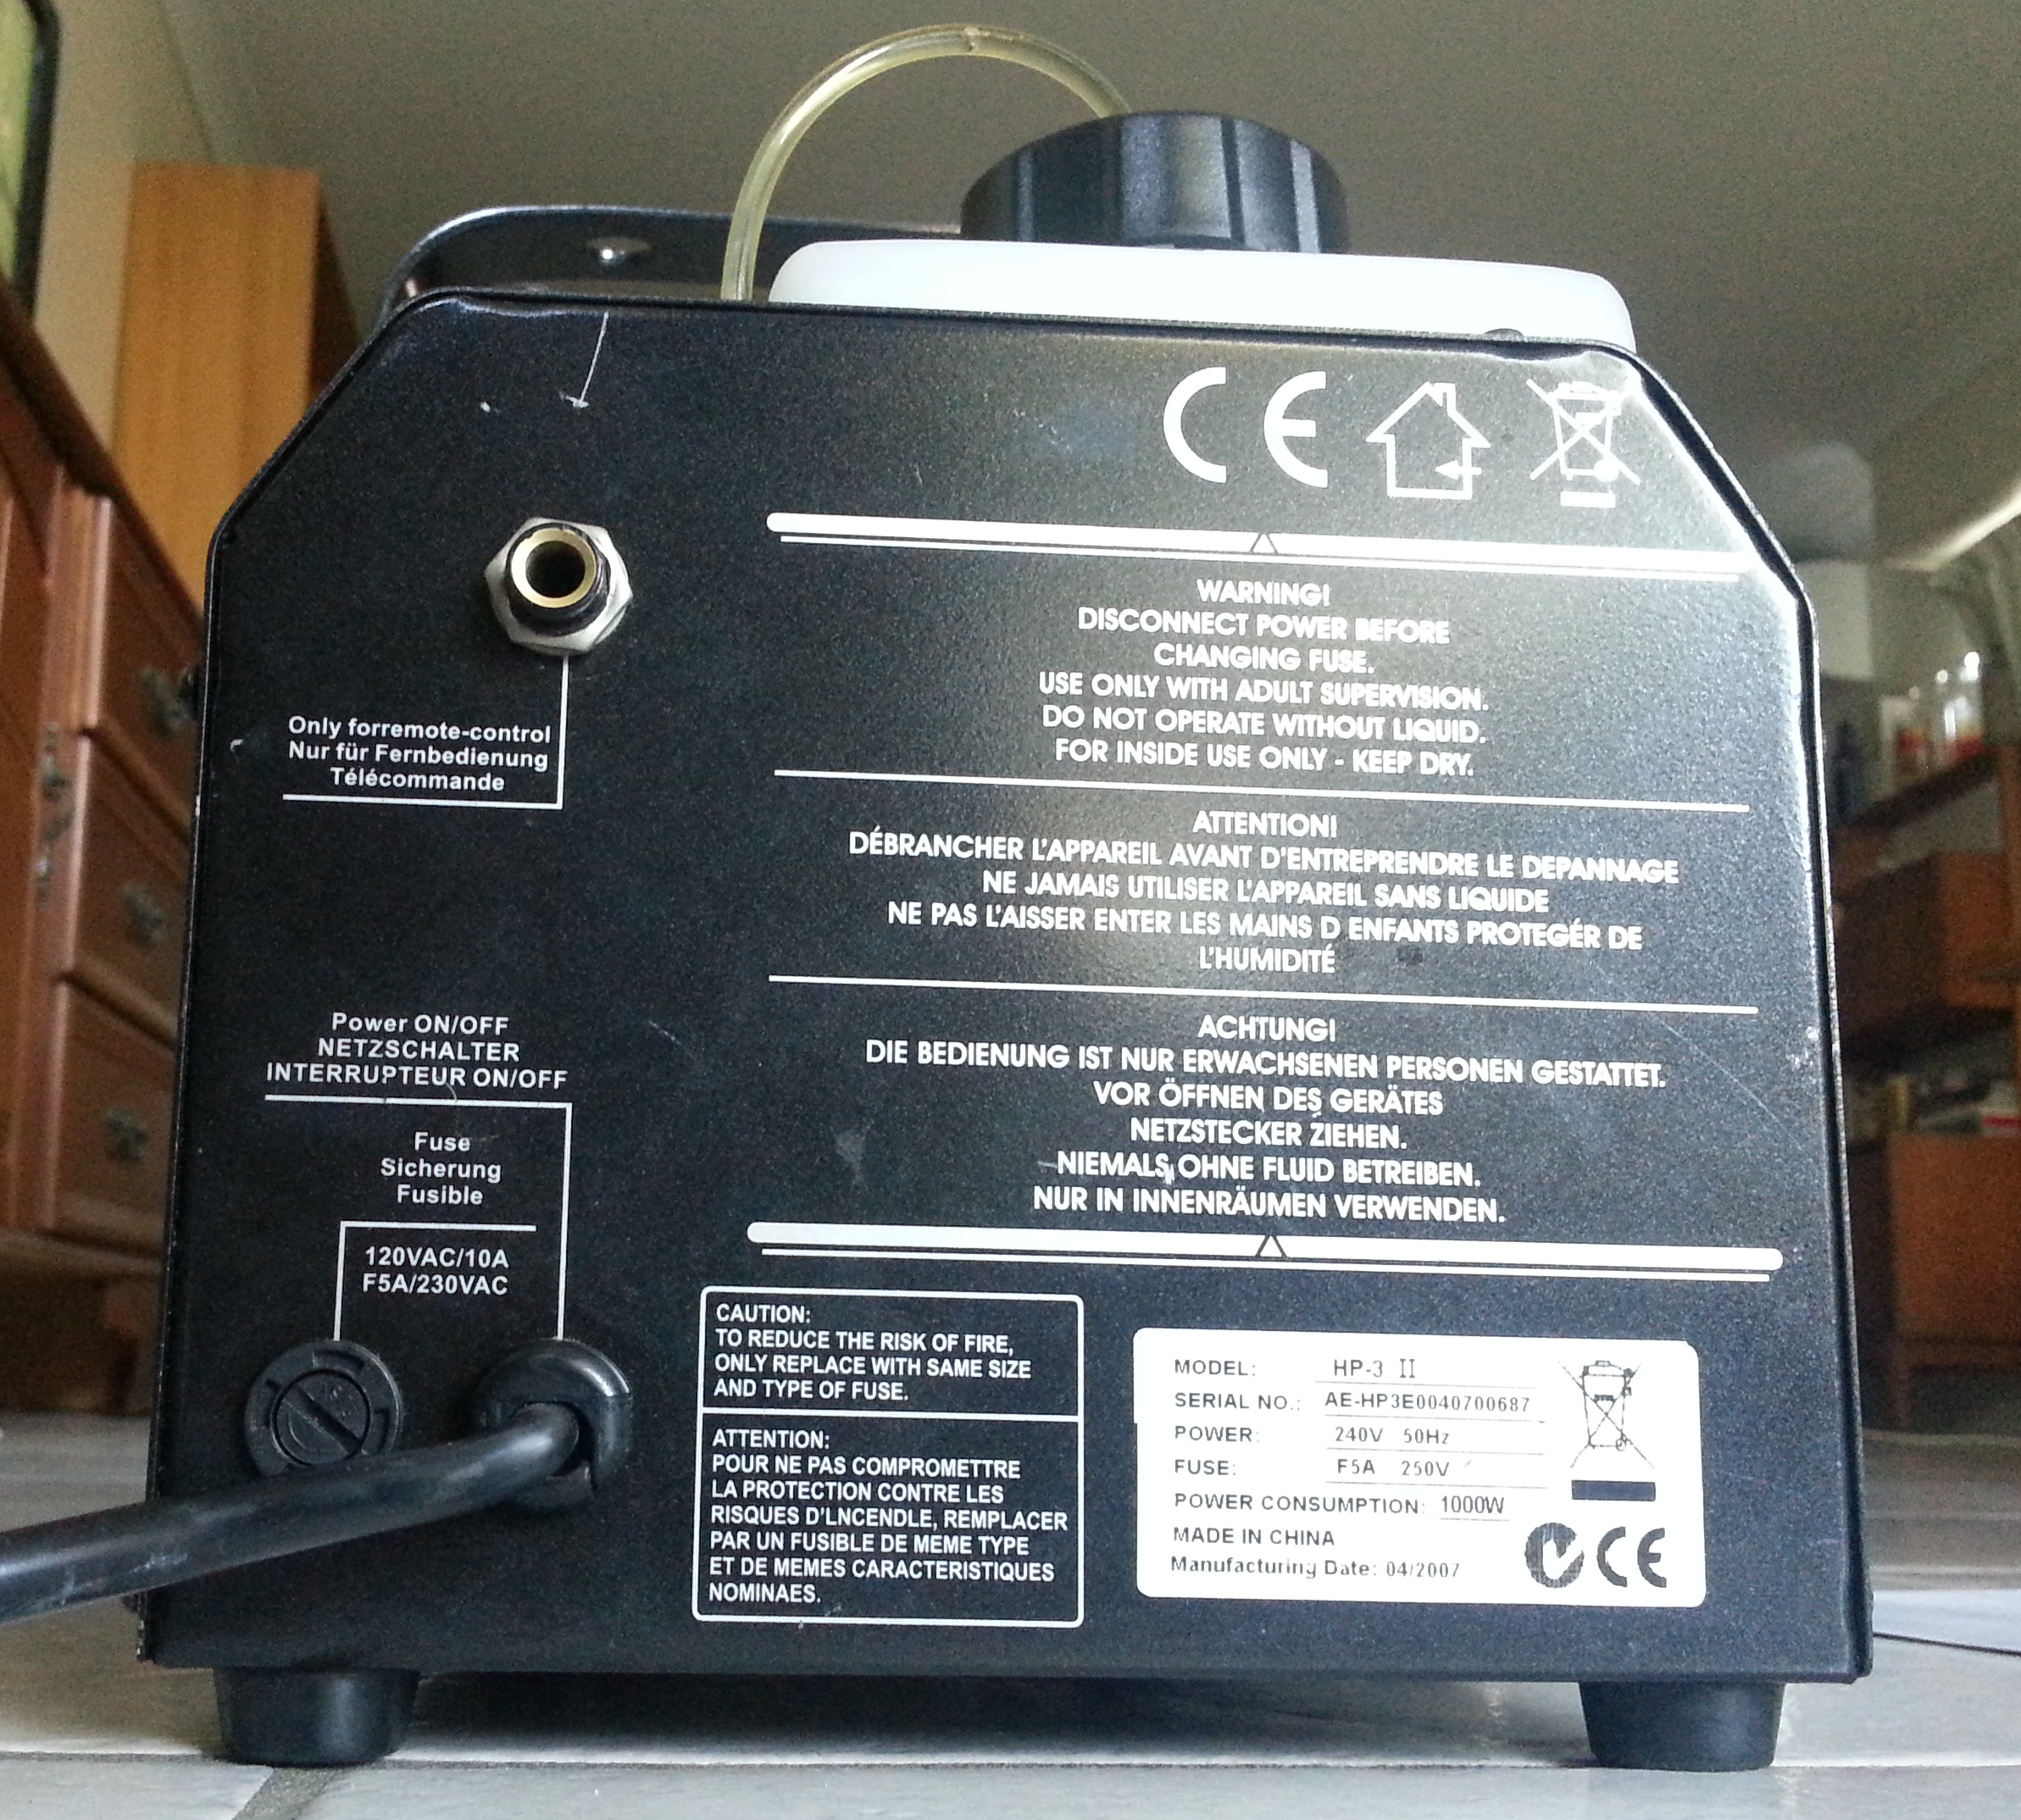 CE
WARNING!
DISCONNECT POWER BEFORE
CHANGING FUSE.
USE ONLY WITH ADULT SUPERVISION.
DO NOT OPERATE WITHOUT LIQUID.
FOR INSIDE USE ONLY - KEEP DRY.
Only forremote-control
Nur für Fernbedienung
Télécommande
ATTENTION!
DÉBRANCHER L'APPAREIL AVANT D'ENTREPRENDRE LE DEPANNAGE
NE JAMAIS UTILISER L'APPAREIL SANS LIQUIDE
NE PAS L'AISSER ENTER LES MAINS D ENFANTS PROTEGÉR DE
L'HUMIDITÉ
ACHTUNG!
DIE BEDIENUNG IST NUR ERWACHSENEN PERSONEN GESTATTET.
VOR ÖFFNEN DES GERÄTES
NETZSTECKER ZIEHEN.
NIEMALS OHNE FLUID BETREIBEN.
NUR IN INNENRÄUMEN VERWENDEN.
Power ON/OFF
NETZSCHALTER
INTERRUPTEUR ON/OFF
Fuse
Sicherung
Fusible
120VAC/10A
F5A/230VAC
CAUTION:
TO REDUCE THE RISK OF FIRE,
ONLY REPLACE WITH SAME SIZE
AND TYPE OF FUSE.
ATTENTION:
POUR NE PAS COMPROMETTRE
LA PROTECTION CONTRE LES
RISQUES D'LNCENDLE, REMPLACER
PAR UN FUSIBLE DE MEME TYPE
ET DE MEMES CARACTERISTIQUES
NOMINAES.
MODEL: HP-3 II
SERIAL NO.: AE-HP3E0040700687
POWER: 240V 50Hz
FUSE: F5A 250V
POWER CONSUMPTION: 1000W
MADE IN CHINA
Manufacturing Date: 04/2007
CE